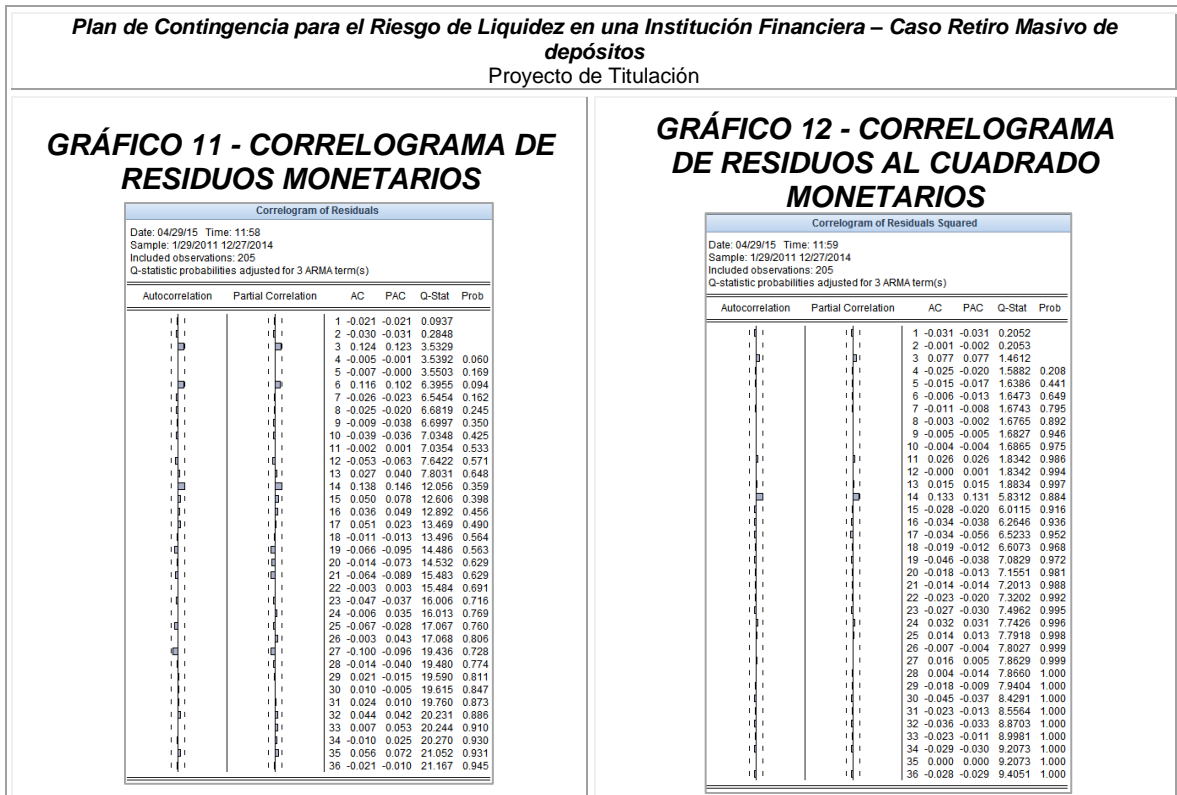 Plan de Contingencia para el Riesgo de Liquidez en una Institución Financiera – Caso Retiro Masivo de
depósitos
Proyecto de Titulación
GRÁFICO 11 - CORRELOGRAMA DE
RESIDUOS MONETARIOS
Correlogram of Residuals
Date: 04/29/15 Time: 11:58
Sample: 1/29/2011 12/27/2014
Included observations: 205
Q-statistic probabilities adjusted for 3 ARMA term(s)
Autocorrelation Partial Correlation AC PAC Q-Stat Prob
1 -0.021 -0.021 0.0937
2 -0.030 -0.031 0.2848
3 0.124 0.123 3.5329
4 -0.005 -0.001 3.5392 0.060
5 -0.007 -0.000 3.5503 0.169
6 0.116 0.102 6.3955 0.094
7 -0.026 -0.023 6.5454 0.162
8 -0.025 -0.020 6.6819 0.245
9 -0.009 -0.038 6.6997 0.350
10 -0.039 -0.036 7.0348 0.425
11 -0.002 0.001 7.0354 0.533
12 -0.053 -0.063 7.6422 0.571
13 0.027 0.040 7.8031 0.648
14 0.138 0.146 12.056 0.359
15 0.050 0.078 12.606 0.398
16 0.036 0.049 12.892 0.456
17 0.051 0.023 13.469 0.490
18 -0.011 -0.013 13.496 0.564
19 -0.066 -0.095 14.486 0.563
20 -0.014 -0.073 14.532 0.629
21 -0.064 -0.089 15.483 0.629
22 -0.003 0.003 15.484 0.691
23 -0.047 -0.037 16.006 0.716
24 -0.006 0.035 16.013 0.769
25 -0.067 -0.028 17.067 0.760
26 -0.003 0.043 17.068 0.806
27 -0.100 -0.096 19.436 0.728
28 -0.014 -0.040 19.480 0.774
29 0.021 -0.015 19.590 0.811
30 0.010 -0.005 19.615 0.847
31 0.024 0.010 19.760 0.873
32 0.044 0.042 20.231 0.886
33 0.007 0.053 20.244 0.910
34 -0.010 0.025 20.270 0.930
35 0.056 0.072 21.052 0.931
36 -0.021 -0.010 21.167 0.945
GRÁFICO 12 - CORRELOGRAMA
DE RESIDUOS AL CUADRADO
MONETARIOS
Correlogram of Residuals Squared
Date: 04/29/15 Time: 11:59
Sample: 1/29/2011 12/27/2014
Included observations: 205
Q-statistic probabilities adjusted for 3 ARMA term(s)
Autocorrelation Partial Correlation AC PAC Q-Stat Prob
1 -0.031 -0.031 0.2052
2 -0.001 -0.002 0.2053
3 0.077 0.077 1.4612
4 -0.025 -0.020 1.5882 0.208
5 -0.015 -0.017 1.6386 0.441
6 -0.006 -0.013 1.6473 0.649
7 -0.011 -0.008 1.6743 0.795
8 -0.003 -0.002 1.6765 0.892
9 -0.005 -0.005 1.6827 0.946
10 -0.004 -0.004 1.6865 0.975
11 0.026 0.026 1.8342 0.986
12 -0.000 0.001 1.8342 0.994
13 0.015 0.015 1.8834 0.997
14 0.133 0.131 5.8312 0.884
15 -0.028 -0.020 6.0115 0.916
16 -0.034 -0.038 6.2646 0.936
17 -0.034 -0.056 6.5233 0.952
18 -0.019 -0.012 6.6073 0.968
19 -0.046 -0.038 7.0829 0.972
20 -0.018 -0.013 7.1551 0.981
21 -0.014 -0.014 7.2013 0.988
22 -0.023 -0.020 7.3202 0.992
23 -0.027 -0.030 7.4962 0.995
24 0.032 0.031 7.7426 0.996
25 0.014 0.013 7.7918 0.998
26 -0.007 -0.004 7.8027 0.999
27 0.016 0.005 7.8629 0.999
28 0.004 -0.014 7.8660 1.000
29 -0.018 -0.009 7.9404 1.000
30 -0.045 -0.037 8.4291 1.000
31 -0.023 -0.013 8.5564 1.000
32 -0.036 -0.033 8.8703 1.000
33 -0.023 -0.011 8.9981 1.000
34 -0.029 -0.030 9.2073 1.000
35 0.000 0.000 9.2073 1.000
36 -0.028 -0.029 9.4051 1.000